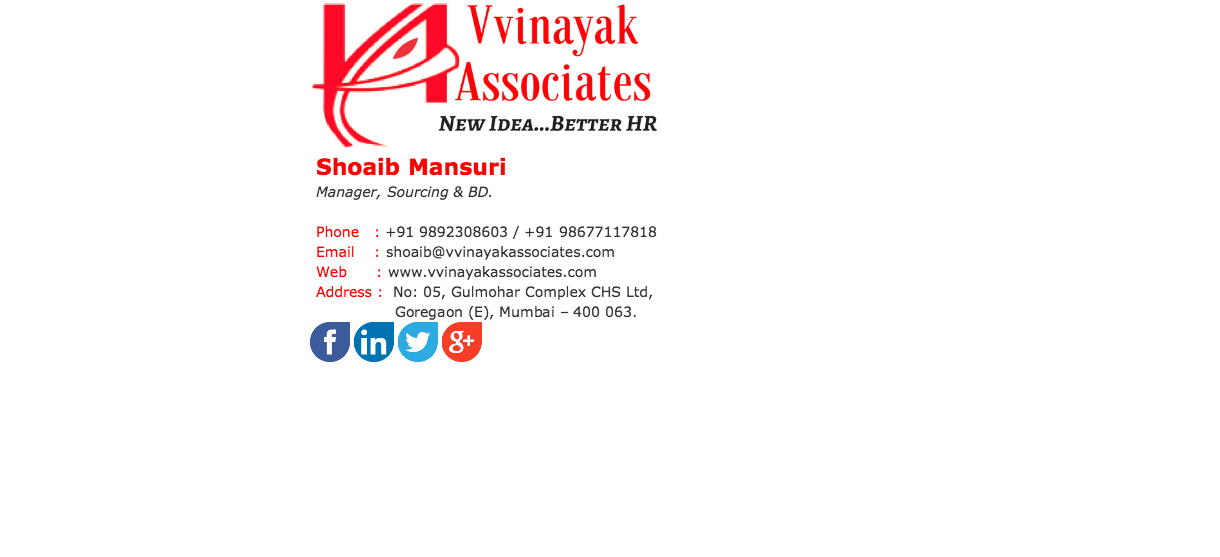 Vvinayak
Associates
New Idea...Better HR
Shoaib Mansuri
Manager, Sourcing & BD.
Phone : +91 9892308603 / +91 98677117818
Email : shoaib@vvinayakassociates.com
Web : www.vvinayakassociates.com
Address : No: 05, Gulmohar Complex CHS Ltd,
Goregaon (E), Mumbai – 400 063.
f in g+